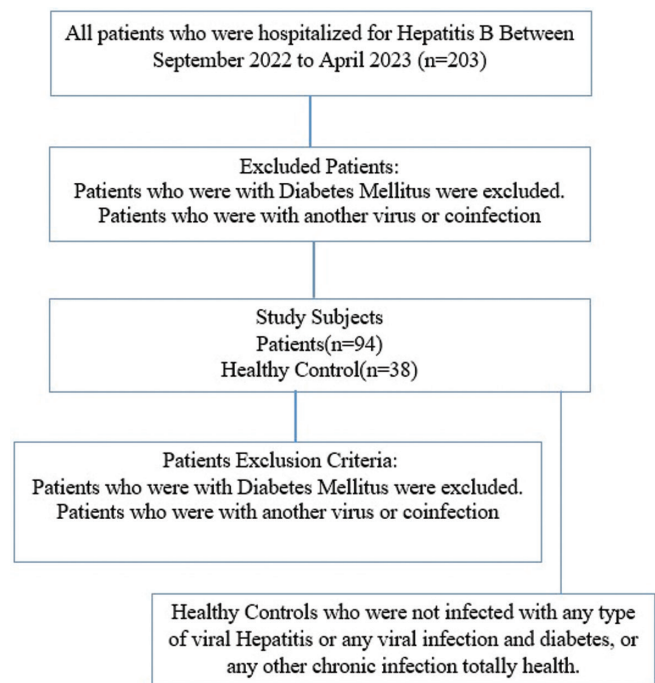 All patients who were hospitalized for Hepatitis B Between
September 2022 to April 2023 (n=203)
Excluded Patients:
Patients who were with Diabetes Mellitus were excluded.
Patients who were with another virus or coinfection
Study Subjects
Patients(n=94)
Healthy Control(n=38)
Patients Exclusion Criteria:
Patients who were with Diabetes Mellitus were excluded.
Patients who were with another virus or coinfection
Healthy Controls who were not infected with any type
of viral Hepatitis or any viral infection and diabetes, or
any other chronic infection totally health.